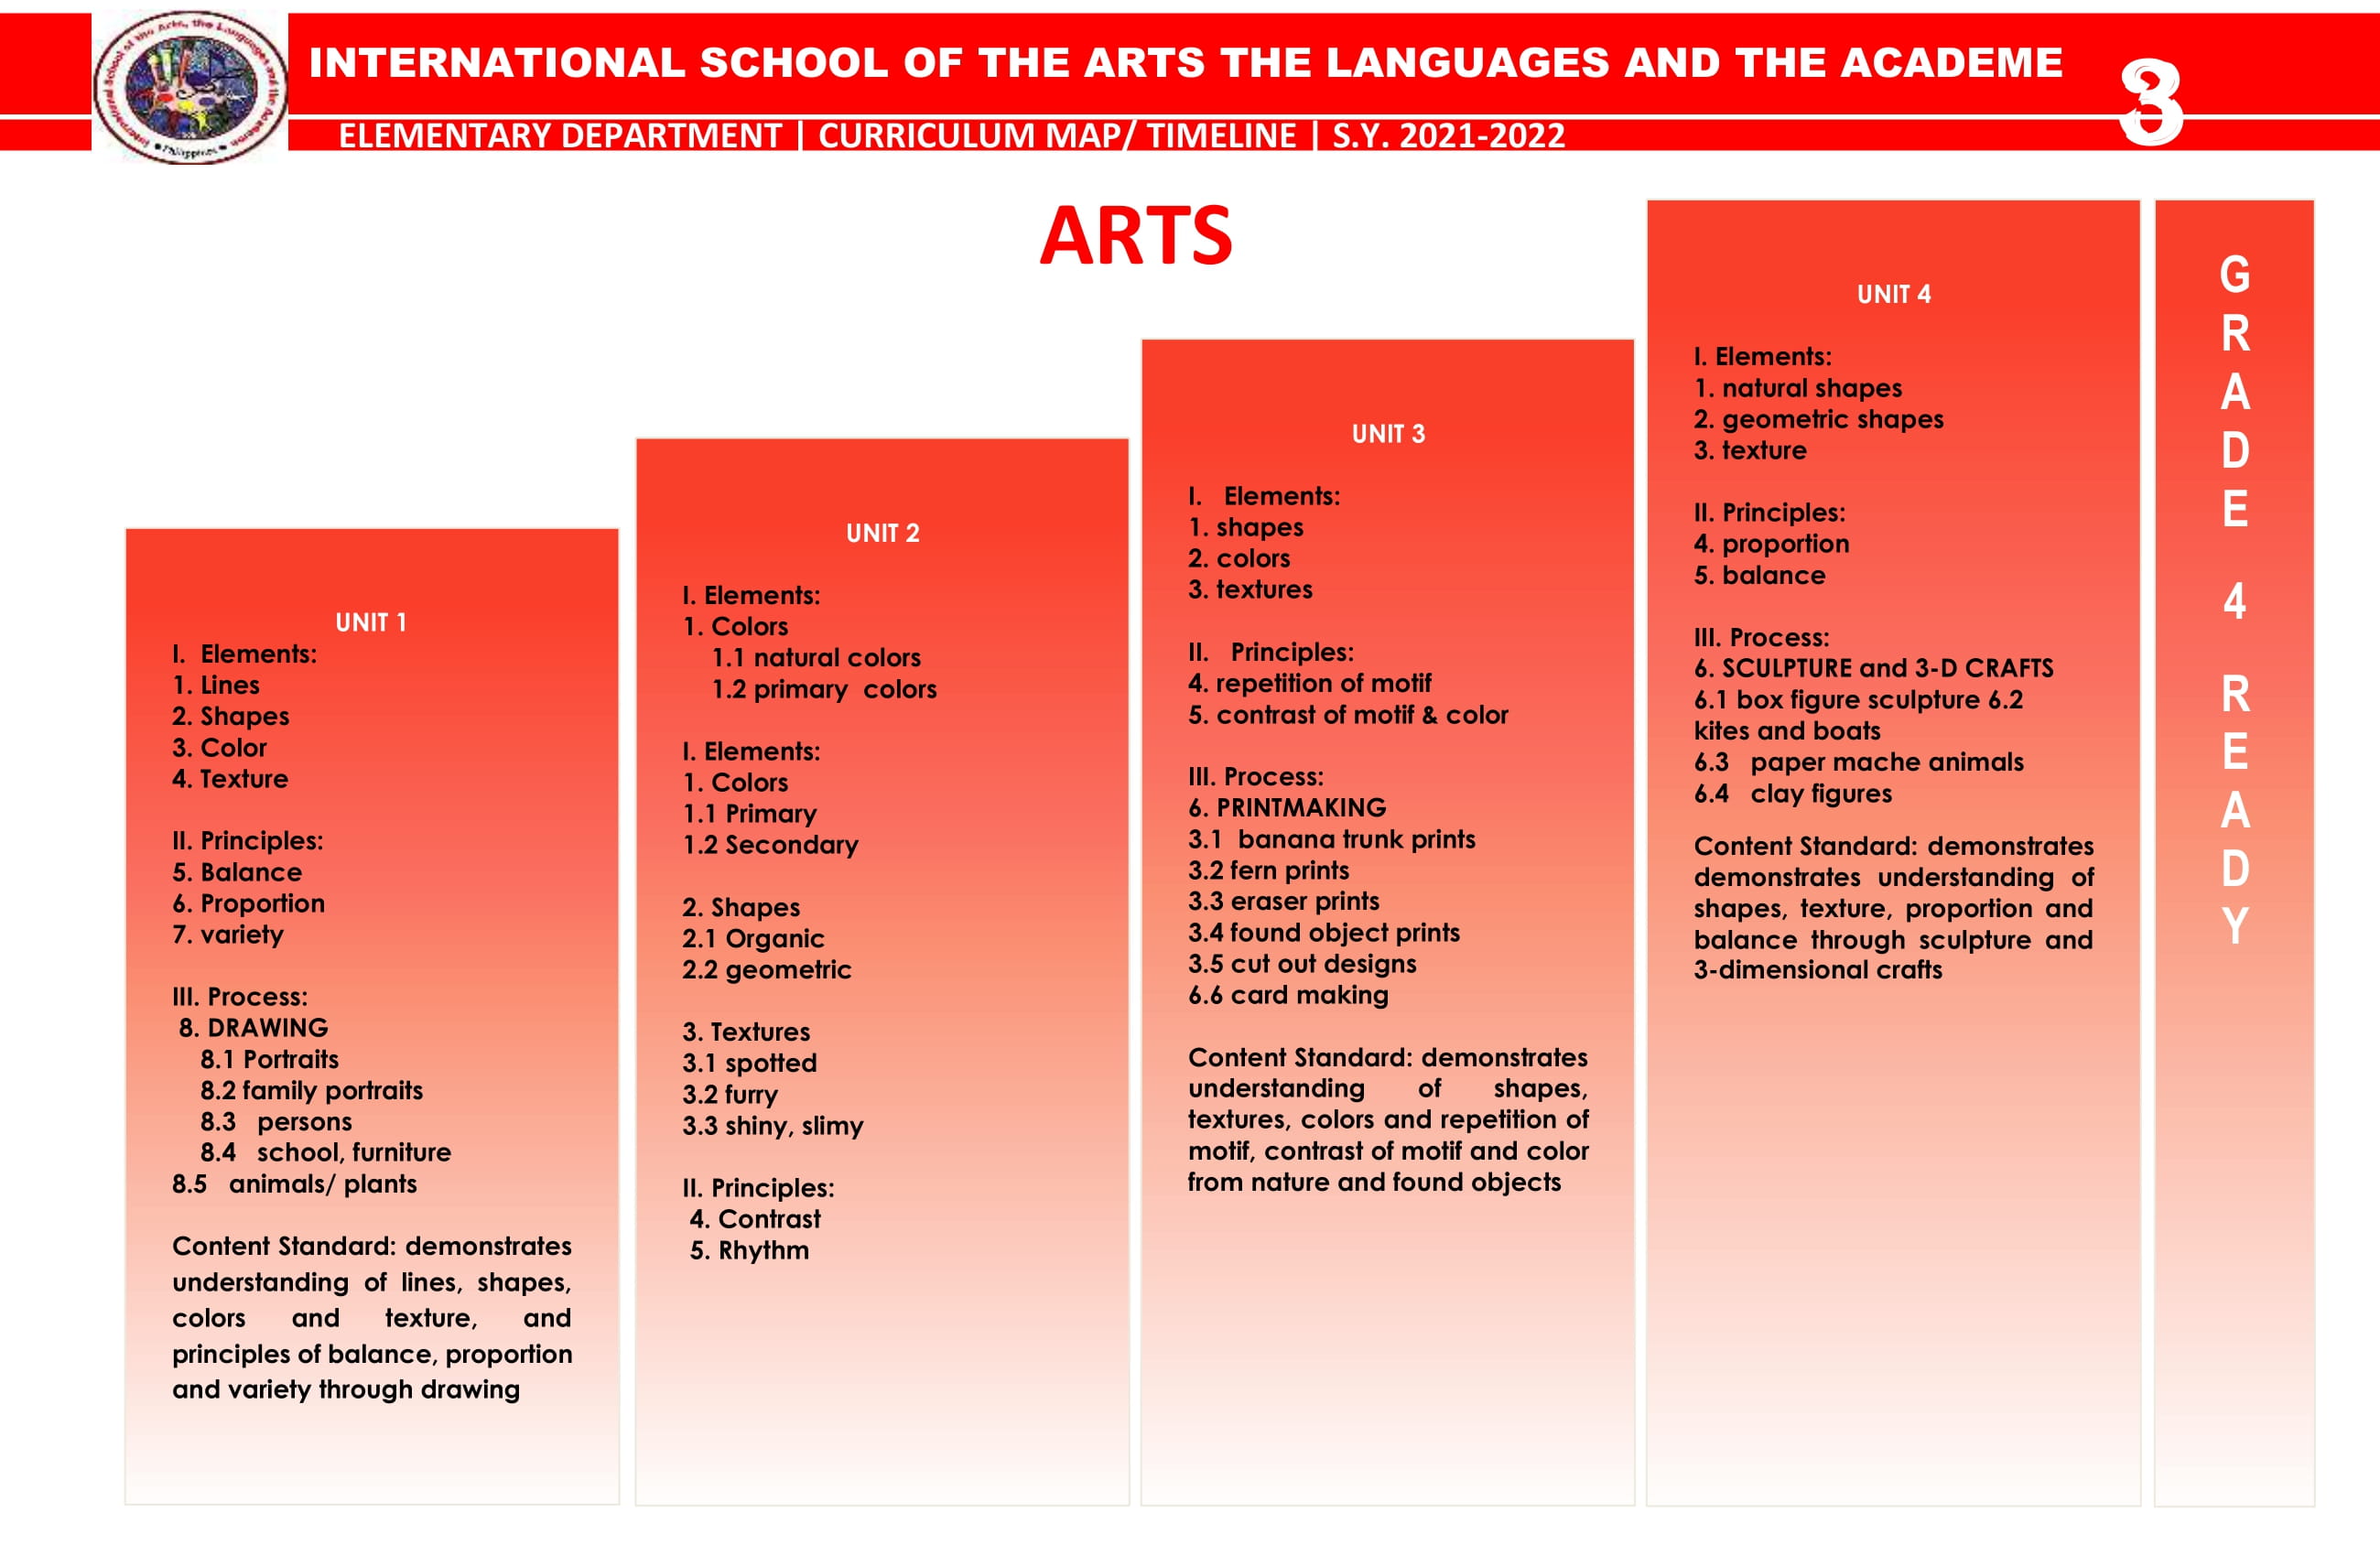 International School of the Arts, the Languages and the Academe
• Philippines •
INTERNATIONAL SCHOOL OF THE ARTS THE LANGUAGES AND THE ACADEME
3
ELEMENTARY DEPARTMENT | CURRICULUM MAP/ TIMELINE | S.Y. 2021-2022
ARTS
UNIT 1
I. Elements:
1. Lines
2. Shapes
3. Color
4. Texture
II. Principles:
5. Balance
6. Proportion
7. variety
III. Process:
8. DRAWING
8.1 Portraits
8.2 family portraits
8.3 persons
8.4 school, furniture
8.5 animals/ plants
Content Standard: demonstrates
understanding of lines, shapes,
colors and texture, and
principles of balance, proportion
and variety through drawing
UNIT 2
I. Elements:
1. Colors
1.1 natural colors
1.2 primary colors
I. Elements:
1. Colors
1.1 Primary
1.2 Secondary
2. Shapes
2.1 Organic
2.2 geometric
3. Textures
3.1 spotted
3.2 furry
3.3 shiny, slimy
II. Principles:
4. Contrast
5. Rhythm
UNIT 3
I. Elements:
1. shapes
2. colors
3. textures
II. Principles:
4. repetition of motif
5. contrast of motif & color
III. Process:
6. PRINTMAKING
3.1 banana trunk prints
3.2 fern prints
3.3 eraser prints
3.4 found object prints
3.5 cut out designs
6.6 card making
Content Standard: demonstrates
understanding of shapes,
textures, colors and repetition of
motif, contrast of motif and color
from nature and found objects
UNIT 4
I. Elements:
1. natural shapes
2. geometric shapes
3. texture
II. Principles:
4. proportion
5. balance
III. Process:
6. SCULPTURE and 3-D CRAFTS
6.1 box figure sculpture 6.2
kites and boats
6.3 paper mache animals
6.4 clay figures
Content Standard: demonstrates
demonstrates understanding of
shapes, texture, proportion and
balance through sculpture and
3-dimensional crafts
G
R
A
D
E
4
R
E
A
D
Y